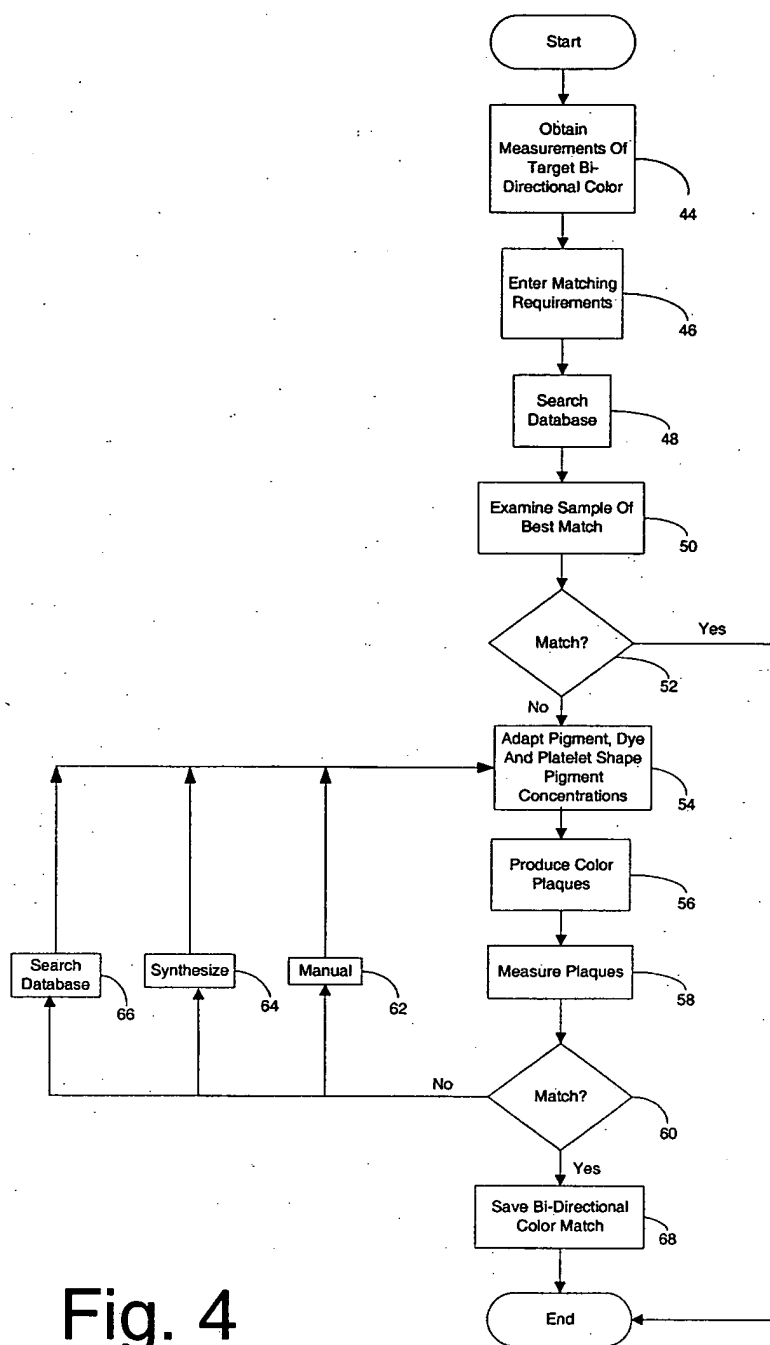 Start
Obtain
Measurements Of
Target Bi-
Directional Color
44
Enter Matching
Requirements
46
Search
Database
48
Examine Sample Of
Best Match
50
Match?
Yes
52
No
Adapt Pigment, Dye
And Platelet Shape
Pigment
Concentrations
54
Produce Color
Plaques
56
Search
Database
66
Synthesize
64
Manual
62
Measure Plaques
58
Match?
No
60
Yes
Save Bi-Directional
Color Match
68
End
Fig. 4